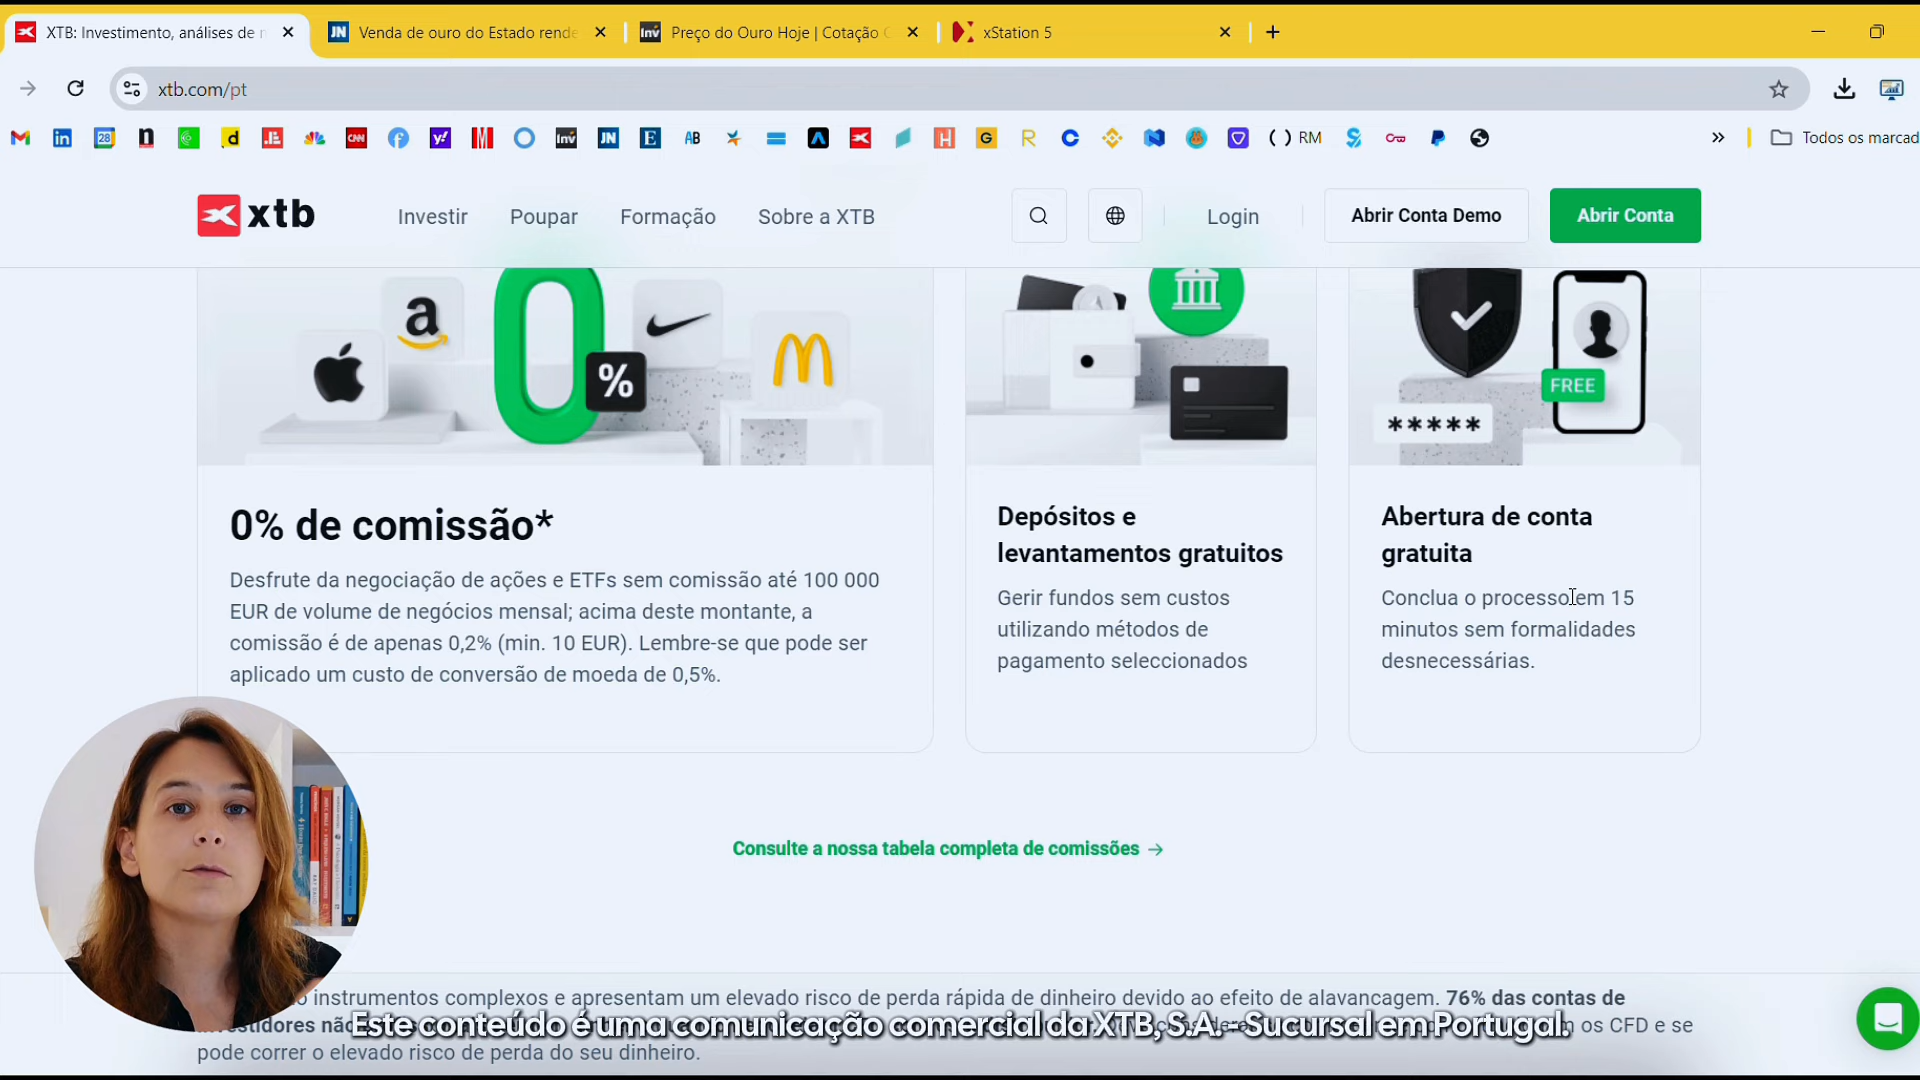 XTB: Investimento, análises de
Venda de ouro do Estado rende
Preço do Ouro Hoje | Cotação
xStation 5
xtb.com/pt
RM
Todos os marcad
xtb
Investir
Poupar
Formação
Sobre a XTB
Login
Abrir Conta Demo
Abrir Conta
0
%
FREE
*****
0% de comissão*
Desfrute da negociação de ações e ETFs sem comissão até 100 000
EUR de volume de negócios mensal; acima deste montante, a
comissão é de apenas 0,2% (min. 10 EUR). Lembre-se que pode ser
aplicado um custo de conversão de moeda de 0,5%.
Depósitos e
levantamentos gratuitos
Gerir fundos sem custos
utilizando métodos de
pagamento seleccionados
Abertura de conta
gratuita
Conclua o processo em 15
minutos sem formalidades
desnecessárias.
Consulte a nossa tabela completa de comissões →
instrumentos complexos e apresentam um elevado risco de perda rápida de dinheiro devido ao efeito de alavancagem. 76% das contas de
os CFD e se
pode correr o elevado risco de perda do seu dinheiro.
Este conteúdo é uma comunicação comercial da XTB, S.A. - Sucursal em Portugal.